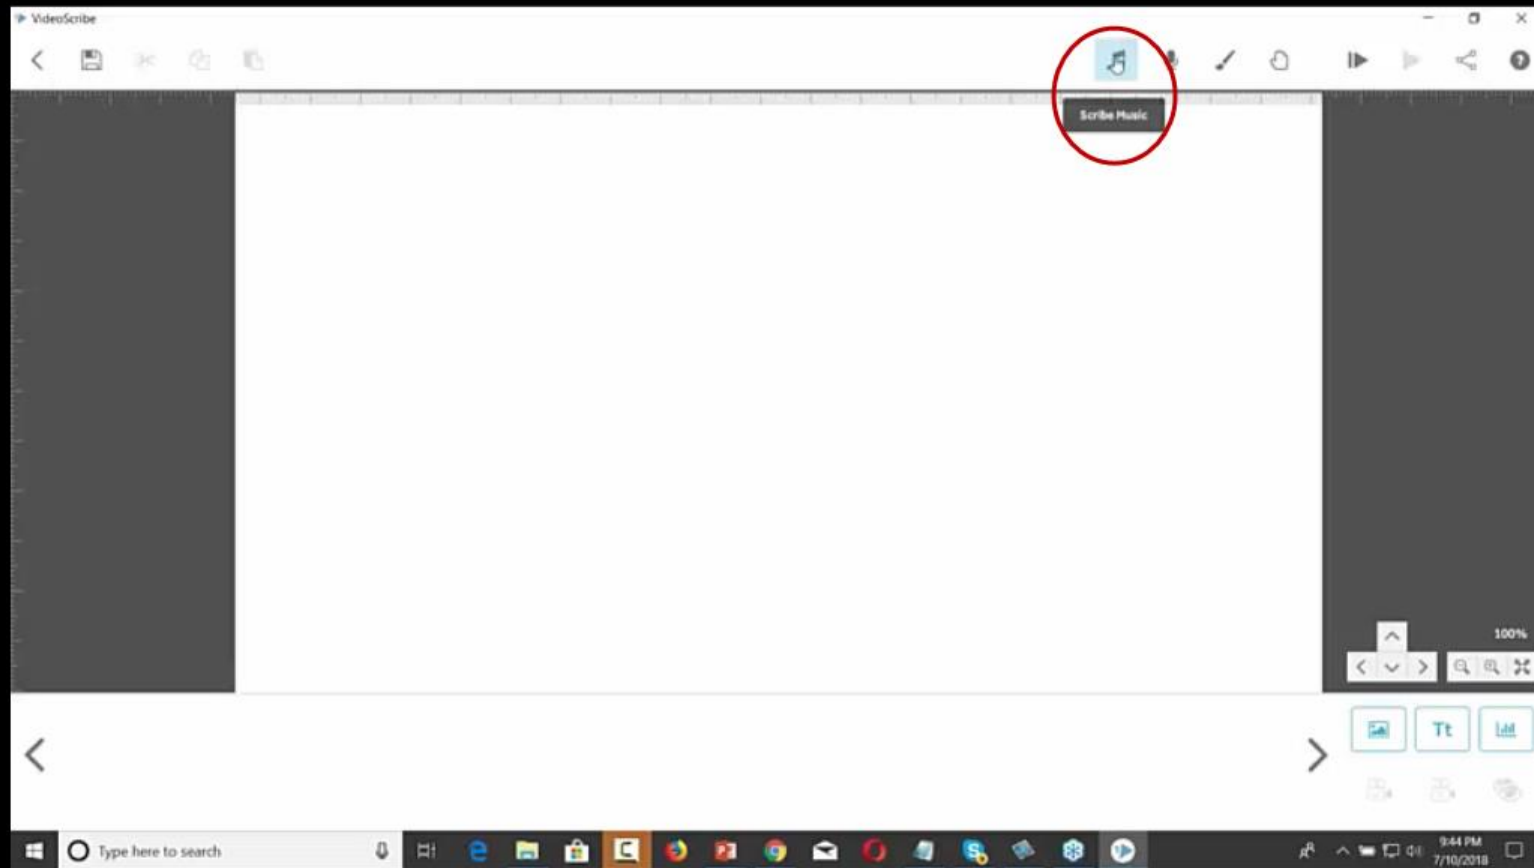 VideoScribe
Scribe Music
100%
Tt
Type here to search
9:44 PM
7/10/2018